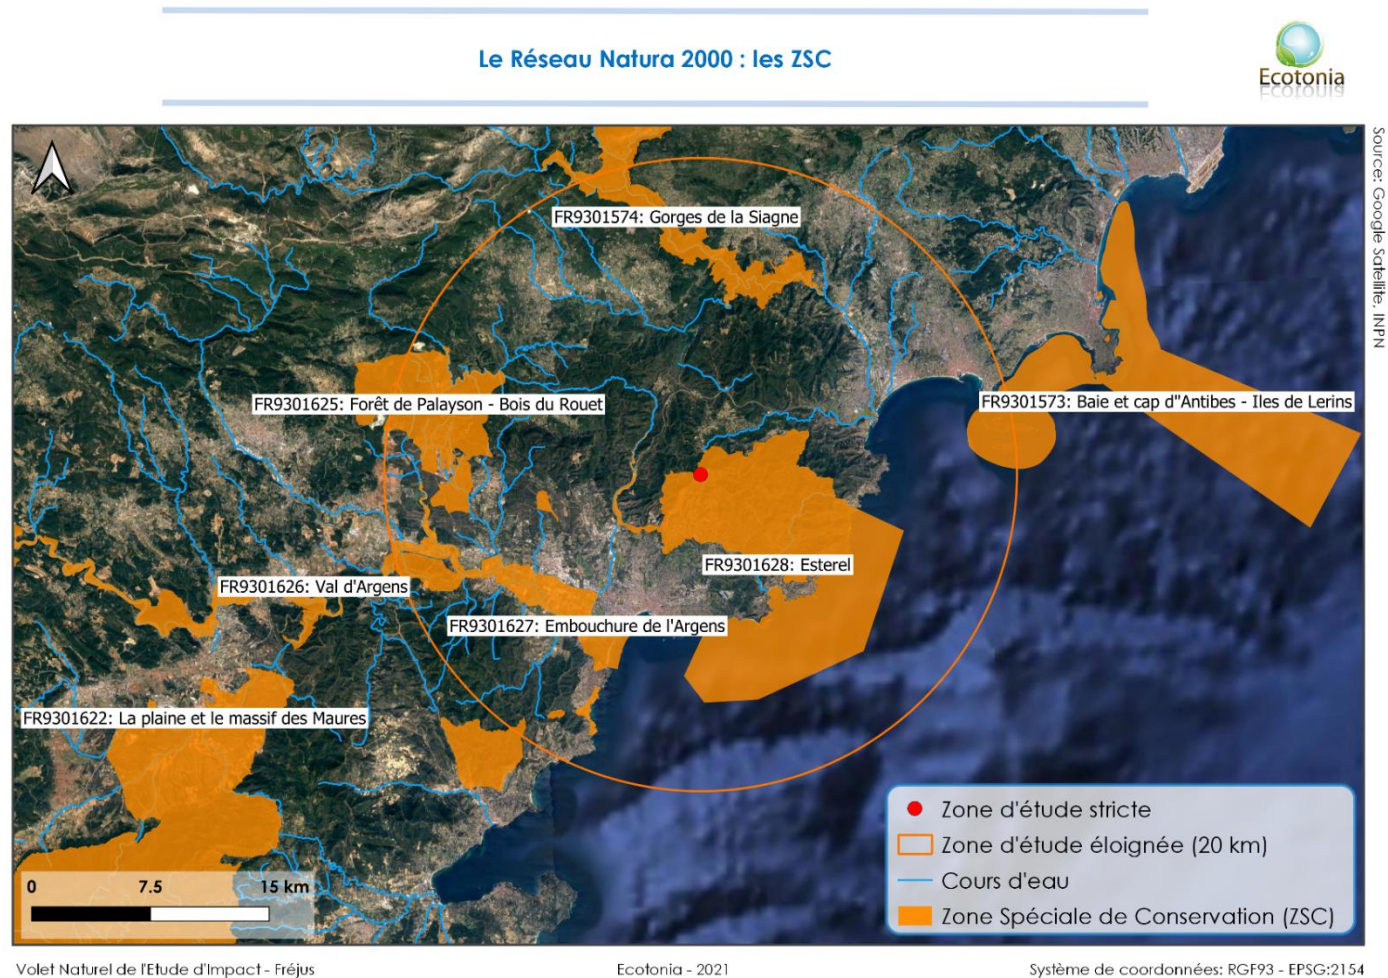 Le Réseau Natura 2000 : les ZSC
Ecotonia
Source: Google Satellite, INPN
FR9301574: Gorges de la Siagne
FR9301625: Forêt de Palayson - Bois du Rouet
FR9301573: Baie et cap d"Antibes - Iles de Lerins
FR9301628: Esterel
FR9301626: Val d'Argens
FR9301627: Embouchure de l'Argens
FR9301622: La plaine et le massif des Maures
Zone d'étude stricte
Zone d'étude éloignée (20 km)
Cours d'eau
Zone Spéciale de Conservation (ZSC)
0 7.5 15 km
Volet Naturel de l'Etude d'Impact - Fréjus
Ecotonia - 2021
Système de coordonnées: RGF93 - EPSG:2154